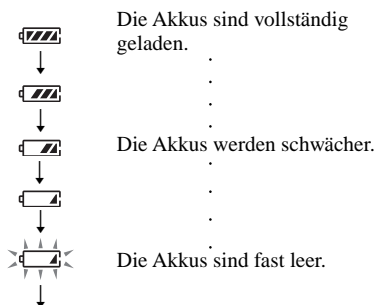 Die Akkus sind vollständig
geladen.
Die Akkus werden schwächer.
Die Akkus sind fast leer.